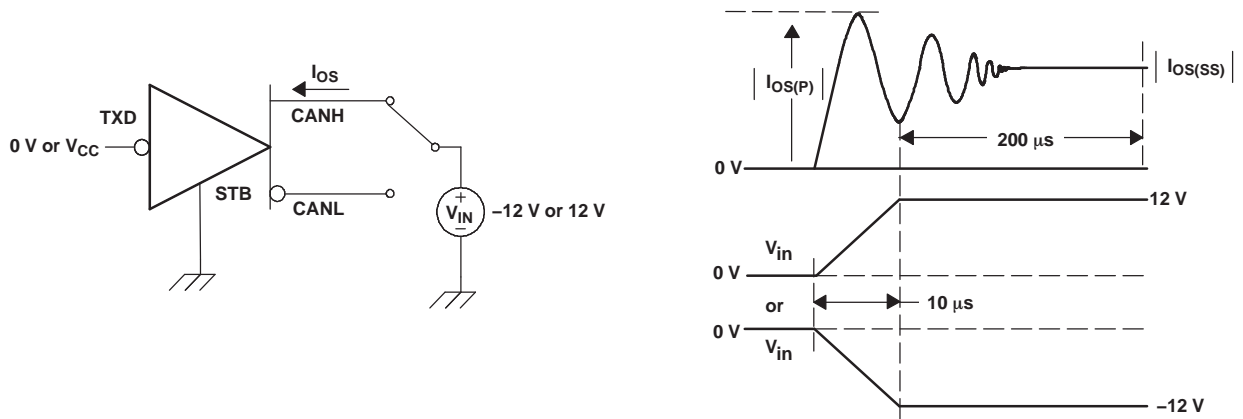 I_OS
CANH
TXD
0 V or V_CC
STB
CANL
+
V_IN
–
–12 V or 12 V
I_OS(P)
I_OS(SS)
200 µs
0 V
12 V
V_in
0 V
10 µs
or
0 V
V_in
–12 V